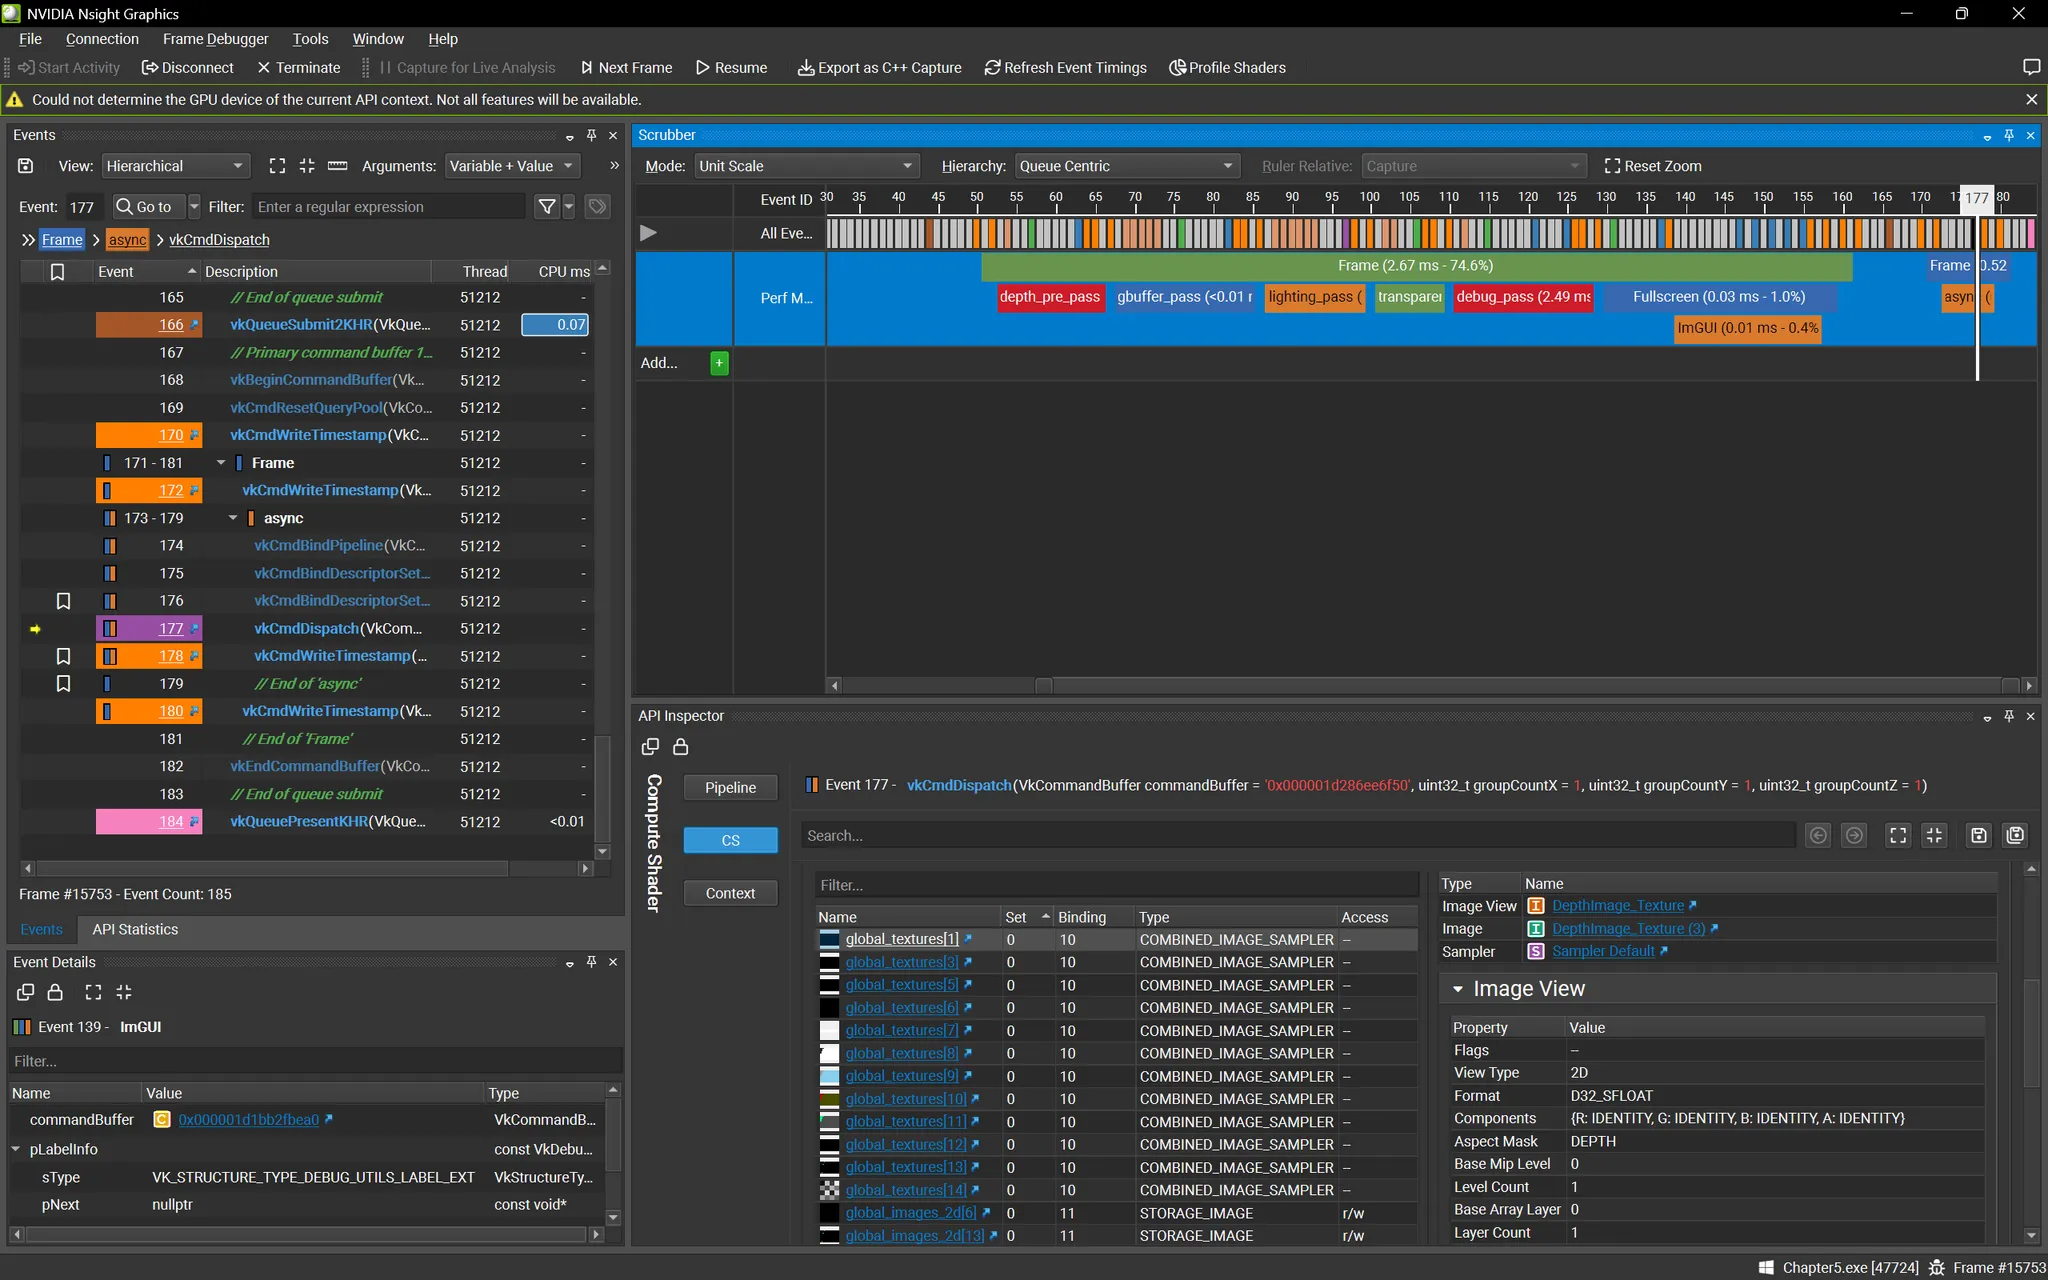 NVIDIA Nsight Graphics
File Connection Frame Debugger Tools Window Help
Start Activity Disconnect Terminate Capture for Live Analysis Next Frame Resume Export as C++ Capture Refresh Event Timings Profile Shaders
Could not determine the GPU device of the current API context. Not all features will be available.
Events
View: Hierarchical Arguments: Variable + Value »
Event: 177 Go to Filter: Enter a regular expression
» Frame > async > vkCmdDispatch
Event Description Thread CPU ms
165 // End of queue submit 51212 -
166 vkQueueSubmit2KHR(VkQue... 51212 0.07
167 // Primary command buffer 1... 51212 -
168 vkBeginCommandBuffer(Vk... 51212 -
169 vkCmdResetQueryPool(VkCo... 51212 -
170 vkCmdWriteTimestamp(VkC... 51212 -
171 - 181 Frame 51212 -
172 vkCmdWriteTimestamp(Vk... 51212 -
173 - 179 async 51212 -
174 vkCmdBindPipeline(VkC... 51212 -
175 vkCmdBindDescriptorSet... 51212 -
176 vkCmdBindDescriptorSet... 51212 -
177 vkCmdDispatch(VkCom... 51212 -
178 vkCmdWriteTimestamp(... 51212 -
179 // End of 'async' 51212 -
180 vkCmdWriteTimestamp(Vk... 51212 -
181 // End of 'Frame' 51212 -
182 vkEndCommandBuffer(VkCo... 51212 -
183 // End of queue submit 51212 -
184 vkQueuePresentKHR(VkQue... 51212 <0.01
Frame #15753 - Event Count: 185
Events API Statistics
Event Details
Event 139 - ImGUI
Filter...
Name Value Type
commandBuffer C 0x000001d1bb2fbea0 VkCommandB...
pLabelInfo const VkDebu...
sType VK_STRUCTURE_TYPE_DEBUG_UTILS_LABEL_EXT VkStructureTy...
pNext nullptr const void*
Scrubber
Mode: Unit Scale Hierarchy: Queue Centric Ruler Relative: Capture Reset Zoom
Event ID 30 35 40 45 50 55 60 65 70 75 80 85 90 95 100 105 110 115 120 125 130 135 140 145 150 155 160 165 170 177 80
All Eve...
Frame (2.67 ms - 74.6%) Frame 0.52
Perf M... depth_pre_pass gbuffer_pass (<0.01 r lighting_pass ( transparer debug_pass (2.49 ms Fullscreen (0.03 ms - 1.0%) asyn (
ImGUI (0.01 ms - 0.4%
Add... +
API Inspector
Compute Shader
Pipeline
CS
Context
Event 177 - vkCmdDispatch(VkCommandBuffer commandBuffer = '0x000001d286ee6f50', uint32_t groupCountX = 1, uint32_t groupCountY = 1, uint32_t groupCountZ = 1)
Search...
Filter...
Name Set Binding Type Access
global_textures[1] 0 10 COMBINED_IMAGE_SAMPLER --
global_textures[3] 0 10 COMBINED_IMAGE_SAMPLER --
global_textures[5] 0 10 COMBINED_IMAGE_SAMPLER --
global_textures[6] 0 10 COMBINED_IMAGE_SAMPLER --
global_textures[7] 0 10 COMBINED_IMAGE_SAMPLER --
global_textures[8] 0 10 COMBINED_IMAGE_SAMPLER --
global_textures[9] 0 10 COMBINED_IMAGE_SAMPLER --
global_textures[10] 0 10 COMBINED_IMAGE_SAMPLER --
global_textures[11] 0 10 COMBINED_IMAGE_SAMPLER --
global_textures[12] 0 10 COMBINED_IMAGE_SAMPLER --
global_textures[13] 0 10 COMBINED_IMAGE_SAMPLER --
global_textures[14] 0 10 COMBINED_IMAGE_SAMPLER --
global_images_2d[6] 0 11 STORAGE_IMAGE r/w
global_images_2d[13] 0 11 STORAGE_IMAGE r/w
Type Name
Image View I DepthImage_Texture
Image I DepthImage_Texture (3)
Sampler S Sampler Default
Image View
Property Value
Flags --
View Type 2D
Format D32_SFLOAT
Components {R: IDENTITY, G: IDENTITY, B: IDENTITY, A: IDENTITY}
Aspect Mask DEPTH
Base Mip Level 0
Level Count 1
Base Array Layer 0
Layer Count 1
Chapter5.exe [47724] Frame #15753